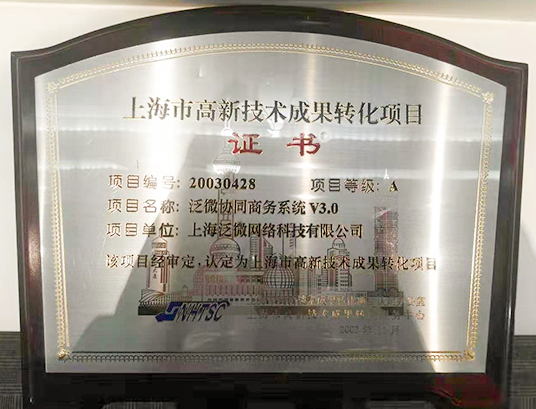 上海市高新技术成果转化项目
证书
项目编号: 20030428 项目等级: A
项目名称: 泛微协同商务系统 V3.0
项目单位: 上海泛微网络科技有限公司
该项目经审定,认定为上海市高新技术成果转化项目
SNHTSC